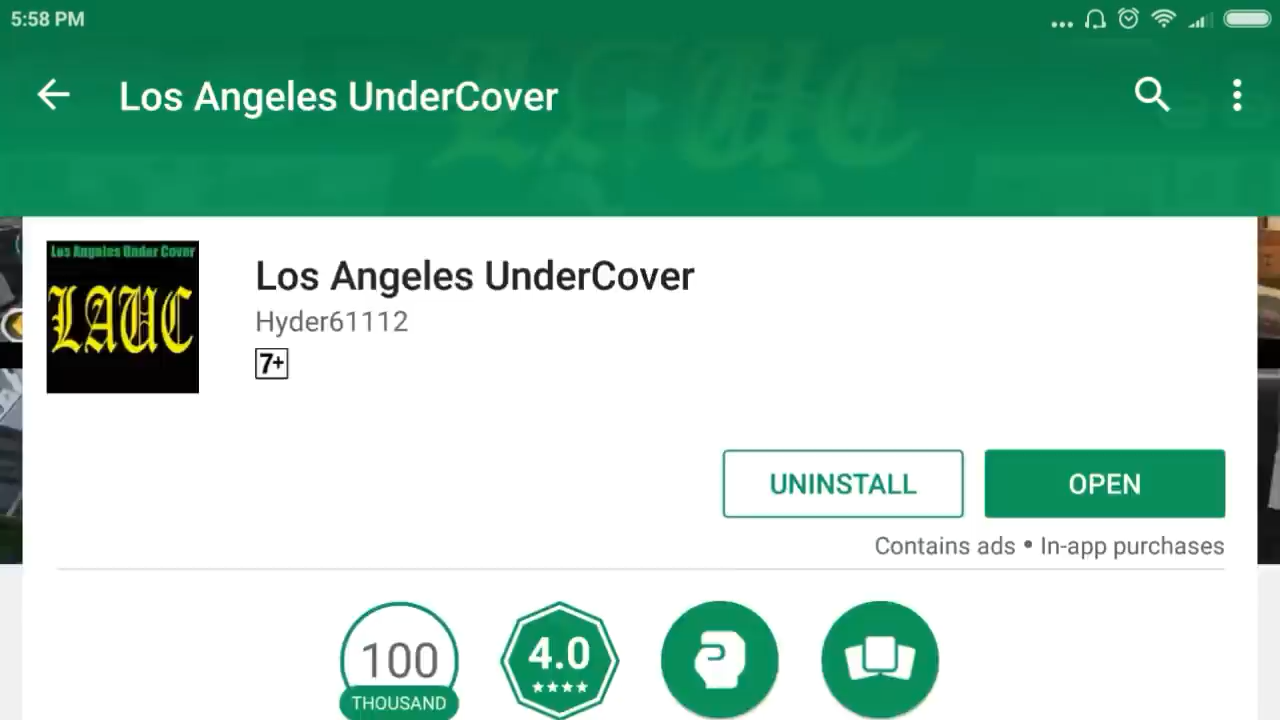 5:58 PM
Los Angeles UnderCover
Los Angeles Under Cover
LAUC
Los Angeles UnderCover
Hyder61112
7+
UNINSTALL
OPEN
Contains ads • In-app purchases
100
THOUSAND
4.0